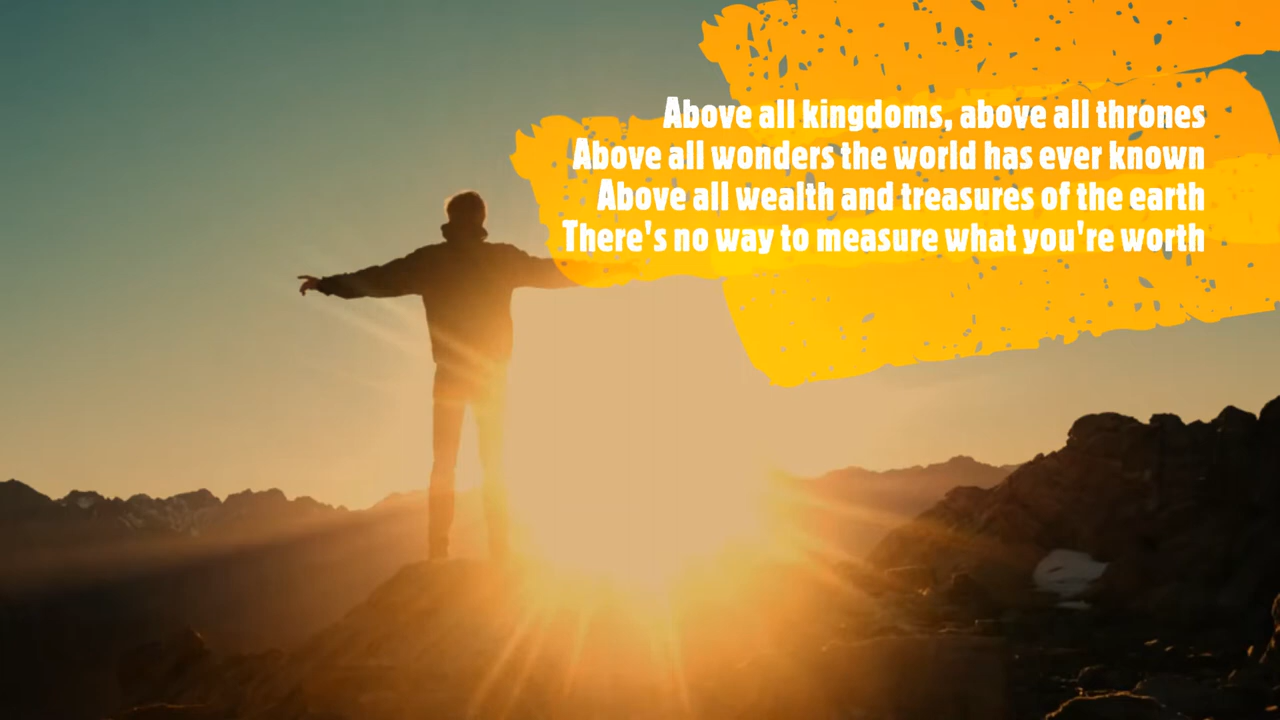 Above all kingdoms, above all thrones
Above all wonders the world has ever known
Above all wealth and treasures of the earth
There's no way to measure what you're worth